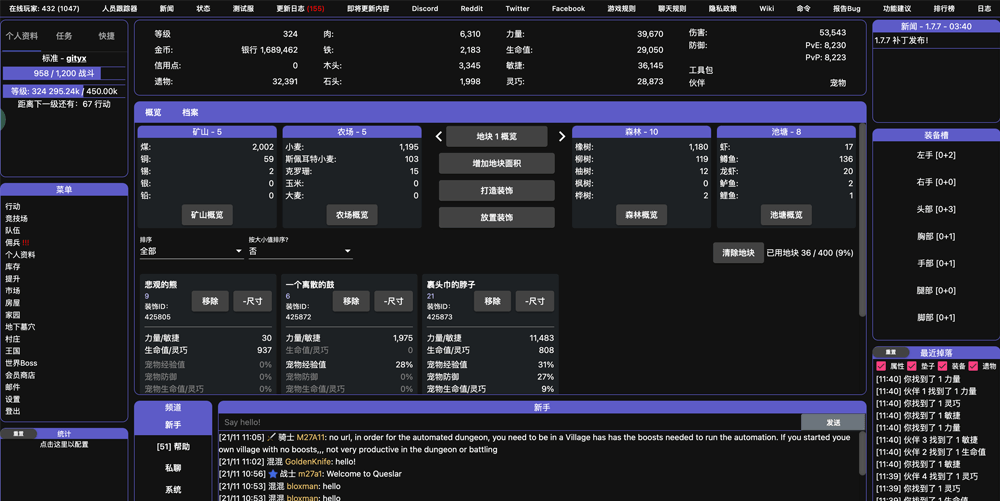 在线玩家: 432 (1047) 人员跟踪器 新闻 状态 测试服 更新日志 (156) 即将更新内容 Discord Reddit Twitter Facebook 游戏规则 聊天规则 隐私政策 Wiki 命令 报告Bug 功能建议 排行榜 日志
个人资料 任务 快捷
标准 - gityx
958 / 1,200 战斗
等级: 324 295.24k / 450.00k
距离下一级还有: 67 行动
菜单
行动
竞技场
队伍
佣兵 !!!
个人资料
库存
提升
市场
房屋
家园
地下墓穴
村庄
王国
世界Boss
会员商店
邮件
设置
登出
重置 统计
点击这里以配置
等级 324
金币: 银行 1,689,462
信用点: 0
遗物: 32,391
肉: 6,310
铁: 2,183
木头: 3,345
石头: 1,998
力量: 39,670
生命值: 29,050
敏捷: 36,145
灵巧: 28,873
伤害: 53,543
防御: PvE: 8,230
PvP: 8,223
工具包
伙伴 宠物
概览 档案
矿山 - 5
煤: 2,002
铜: 59
锡: 2
银: 0
铅: 0
矿山概览
农场 - 5
小麦: 1,195
斯佩耳特小麦: 103
克罗珊: 15
玉米: 0
大麦: 0
农场概览
地块 1 概览
增加地块面积
打造装饰
放置装饰
森林 - 10
橡树: 1,180
柳树: 119
柚树: 12
枫树: 0
桦树: 2
森林概览
池塘 - 8
虾: 17
鳟鱼: 136
龙虾: 20
鲈鱼: 2
鲤鱼: 1
池塘概览
排序
全部
按大小值排序?
否
清除地块 已用地块 36 / 400 (9%)
悲观的熊
9
装饰ID:
425805
移除 -尺寸
力量/敏捷 30
生命值/灵巧 937
宠物经验值
宠物防御
宠物生命值/灵巧
一个离散的鼓
6
装饰ID:
425872
移除 -尺寸
力量/敏捷 1,975
生命值/灵巧 0
宠物经验值 28%
宠物防御
宠物生命值/灵巧
裹头巾的脖子
21
装饰ID:
425873
移除 -尺寸
力量/敏捷 11,483
生命值/灵巧 808
宠物经验值 31%
宠物防御 27%
宠物生命值/灵巧 9%
频道
新手
[51] 帮助
私聊
系统
新手
Say hello! 发送
[21/11 11:05] 骑士 M27A11: no url, in order for the automated dungeon, you need to be in a Village has has the boosts needed to run the automation. If you started youe
own village with no boosts,,, not very productive in the dungeon or battling
[21/11 11:02] 混混 GoldenKnife: hello!
[21/11 10:56] 战士 m27a1: Welcome to Queslar
[21/11 10:53] 混混 bloxman: hello
[21/11 10:53] 混混 bloxman: hello
新闻 - 1.7.7 - 03:40
1.7.7 补丁发布!
装备槽
左手 [0+2]
右手 [0+0]
头部 [0+3]
胸部 [0+1]
手部 [0+1]
腿部 [0+0]
脚部 [0+1]
重置 最近掉落
属性 垫子 装备 遗物
[11:40] 你找到了 1 力量
[11:40] 伙伴 1 找到了 1 力量
[11:40] 你找到了 1 灵巧
[11:40] 你找到了 1 敏捷
[11:40] 你找到了 1 力量
[11:40] 伙伴 3 找到了 1 敏捷
[11:40] 伙伴 2 找到了 1 生命值
[11:40] 你找到了 1 敏捷
[11:39] 伙伴 4 找到了 1 灵巧
[11:39] 你找到了 1 灵巧
[11:39] 你找到了 1 生命值